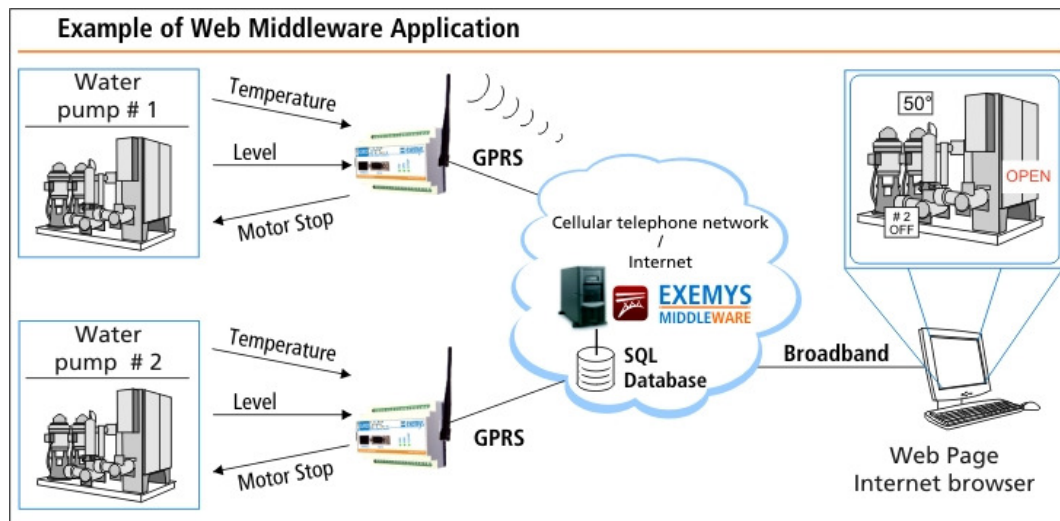 Example of Web Middleware Application
Water
pump # 1
Temperature
Level
Motor Stop
GPRS
Cellular telephone network
/
Internet
EXEMYS
MIDDLEWARE
SQL
Database
Water
pump # 2
Temperature
Level
Motor Stop
GPRS
Broadband
50°
OPEN
# 2
OFF
Web Page
Internet browser